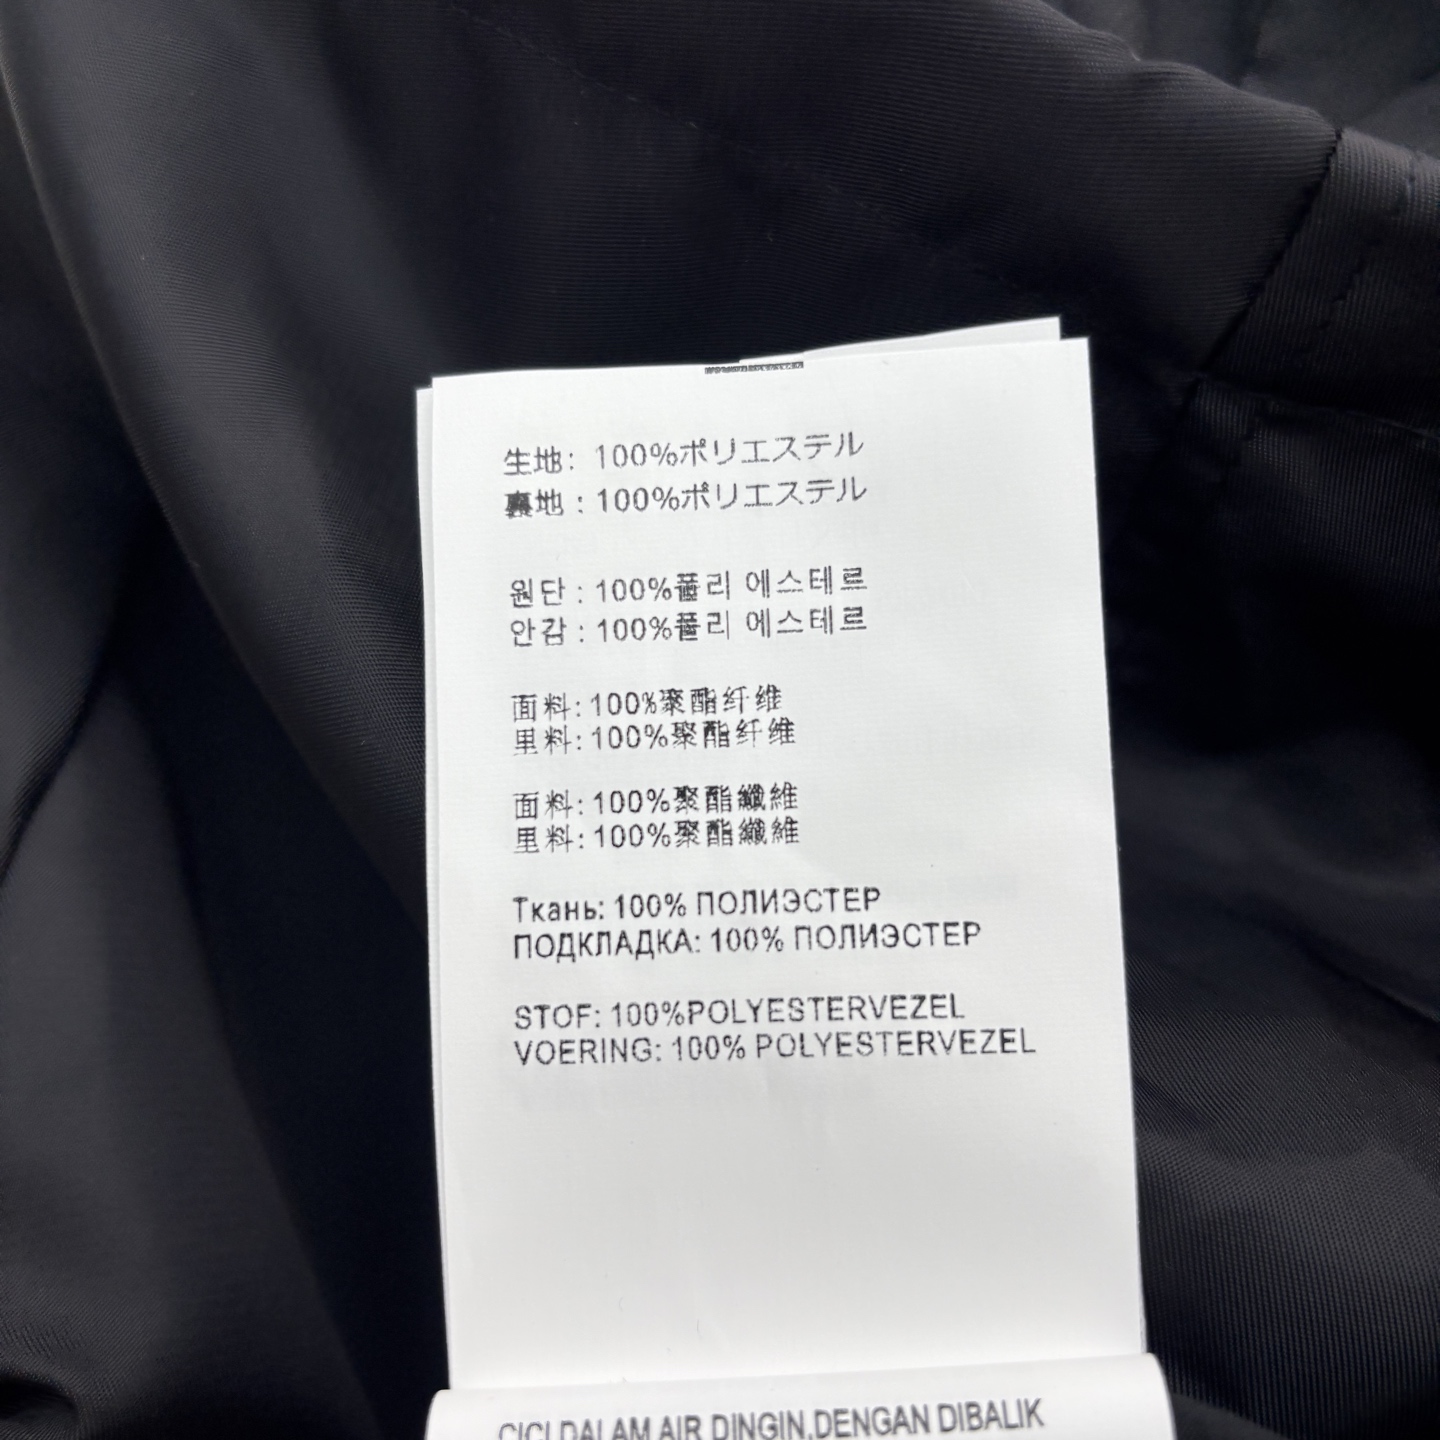 生地: 100%ポリエステル
裏地 : 100%ポリエステル
원단 : 100%폴리 에스테르
안감 : 100%폴리 에스테르
面料: 100%聚酯纤维
里料: 100%聚酯纤维
面料: 100%聚酯纖維
里料: 100%聚酯纖維
Ткань: 100% ПОЛИЭСТЕР
ПОДКЛАДКА: 100% ПОЛИЭСТЕР
STOF: 100%POLYESTERVEZEL
VOERING: 100% POLYESTERVEZEL
CICI DALAM AIR DINGIN,DENGAN DIBALIK